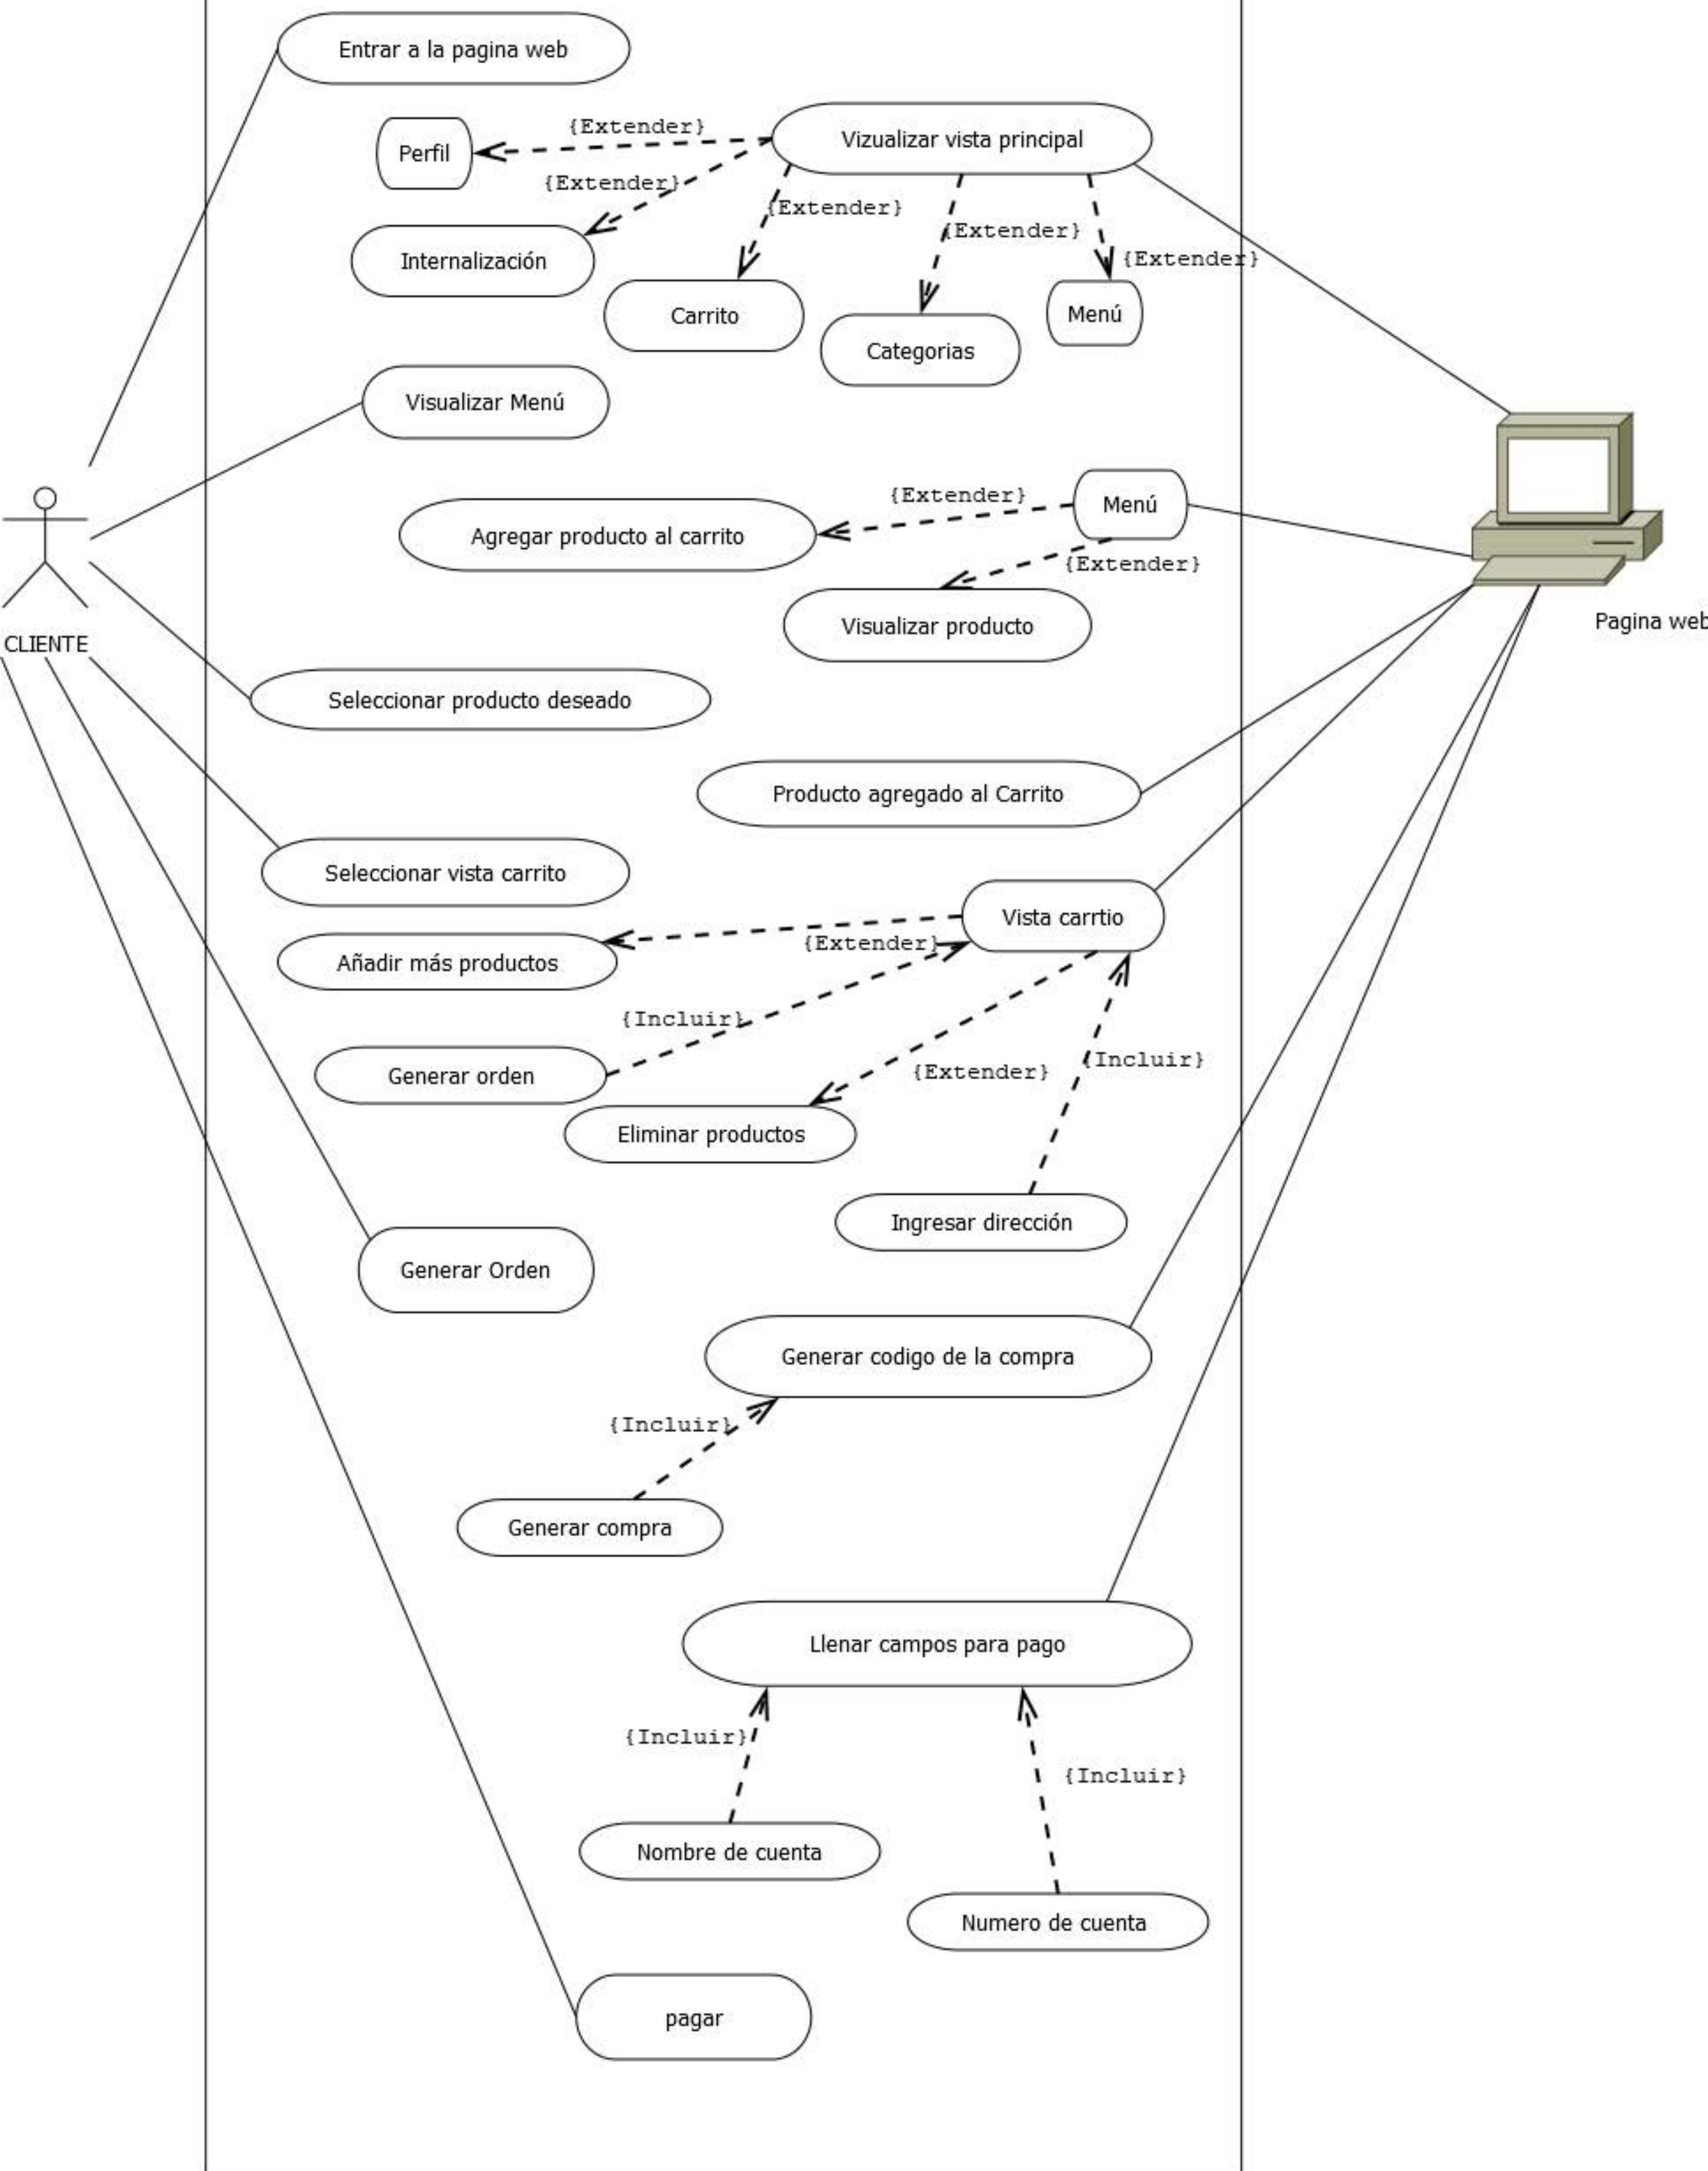 Entrar a la pagina web
{Extender}
Vizualizar vista principal
Perfil
{Extender}
{Extender}
{Extender}
Internalización
{Extender}
Carrito
Menú
Categorias
Visualizar Menú
{Extender}
Menú
Agregar producto al carrito
{Extender}
Visualizar producto
Pagina web
CLIENTE
Seleccionar producto deseado
Producto agregado al Carrito
Seleccionar vista carrito
Vista carrtio
{Extender}
Añadir más productos
{Incluir}
{Incluir}
Generar orden
{Extender}
Eliminar productos
Ingresar dirección
Generar Orden
Generar codigo de la compra
{Incluir}
Generar compra
Llenar campos para pago
{Incluir}
{Incluir}
Nombre de cuenta
Numero de cuenta
pagar